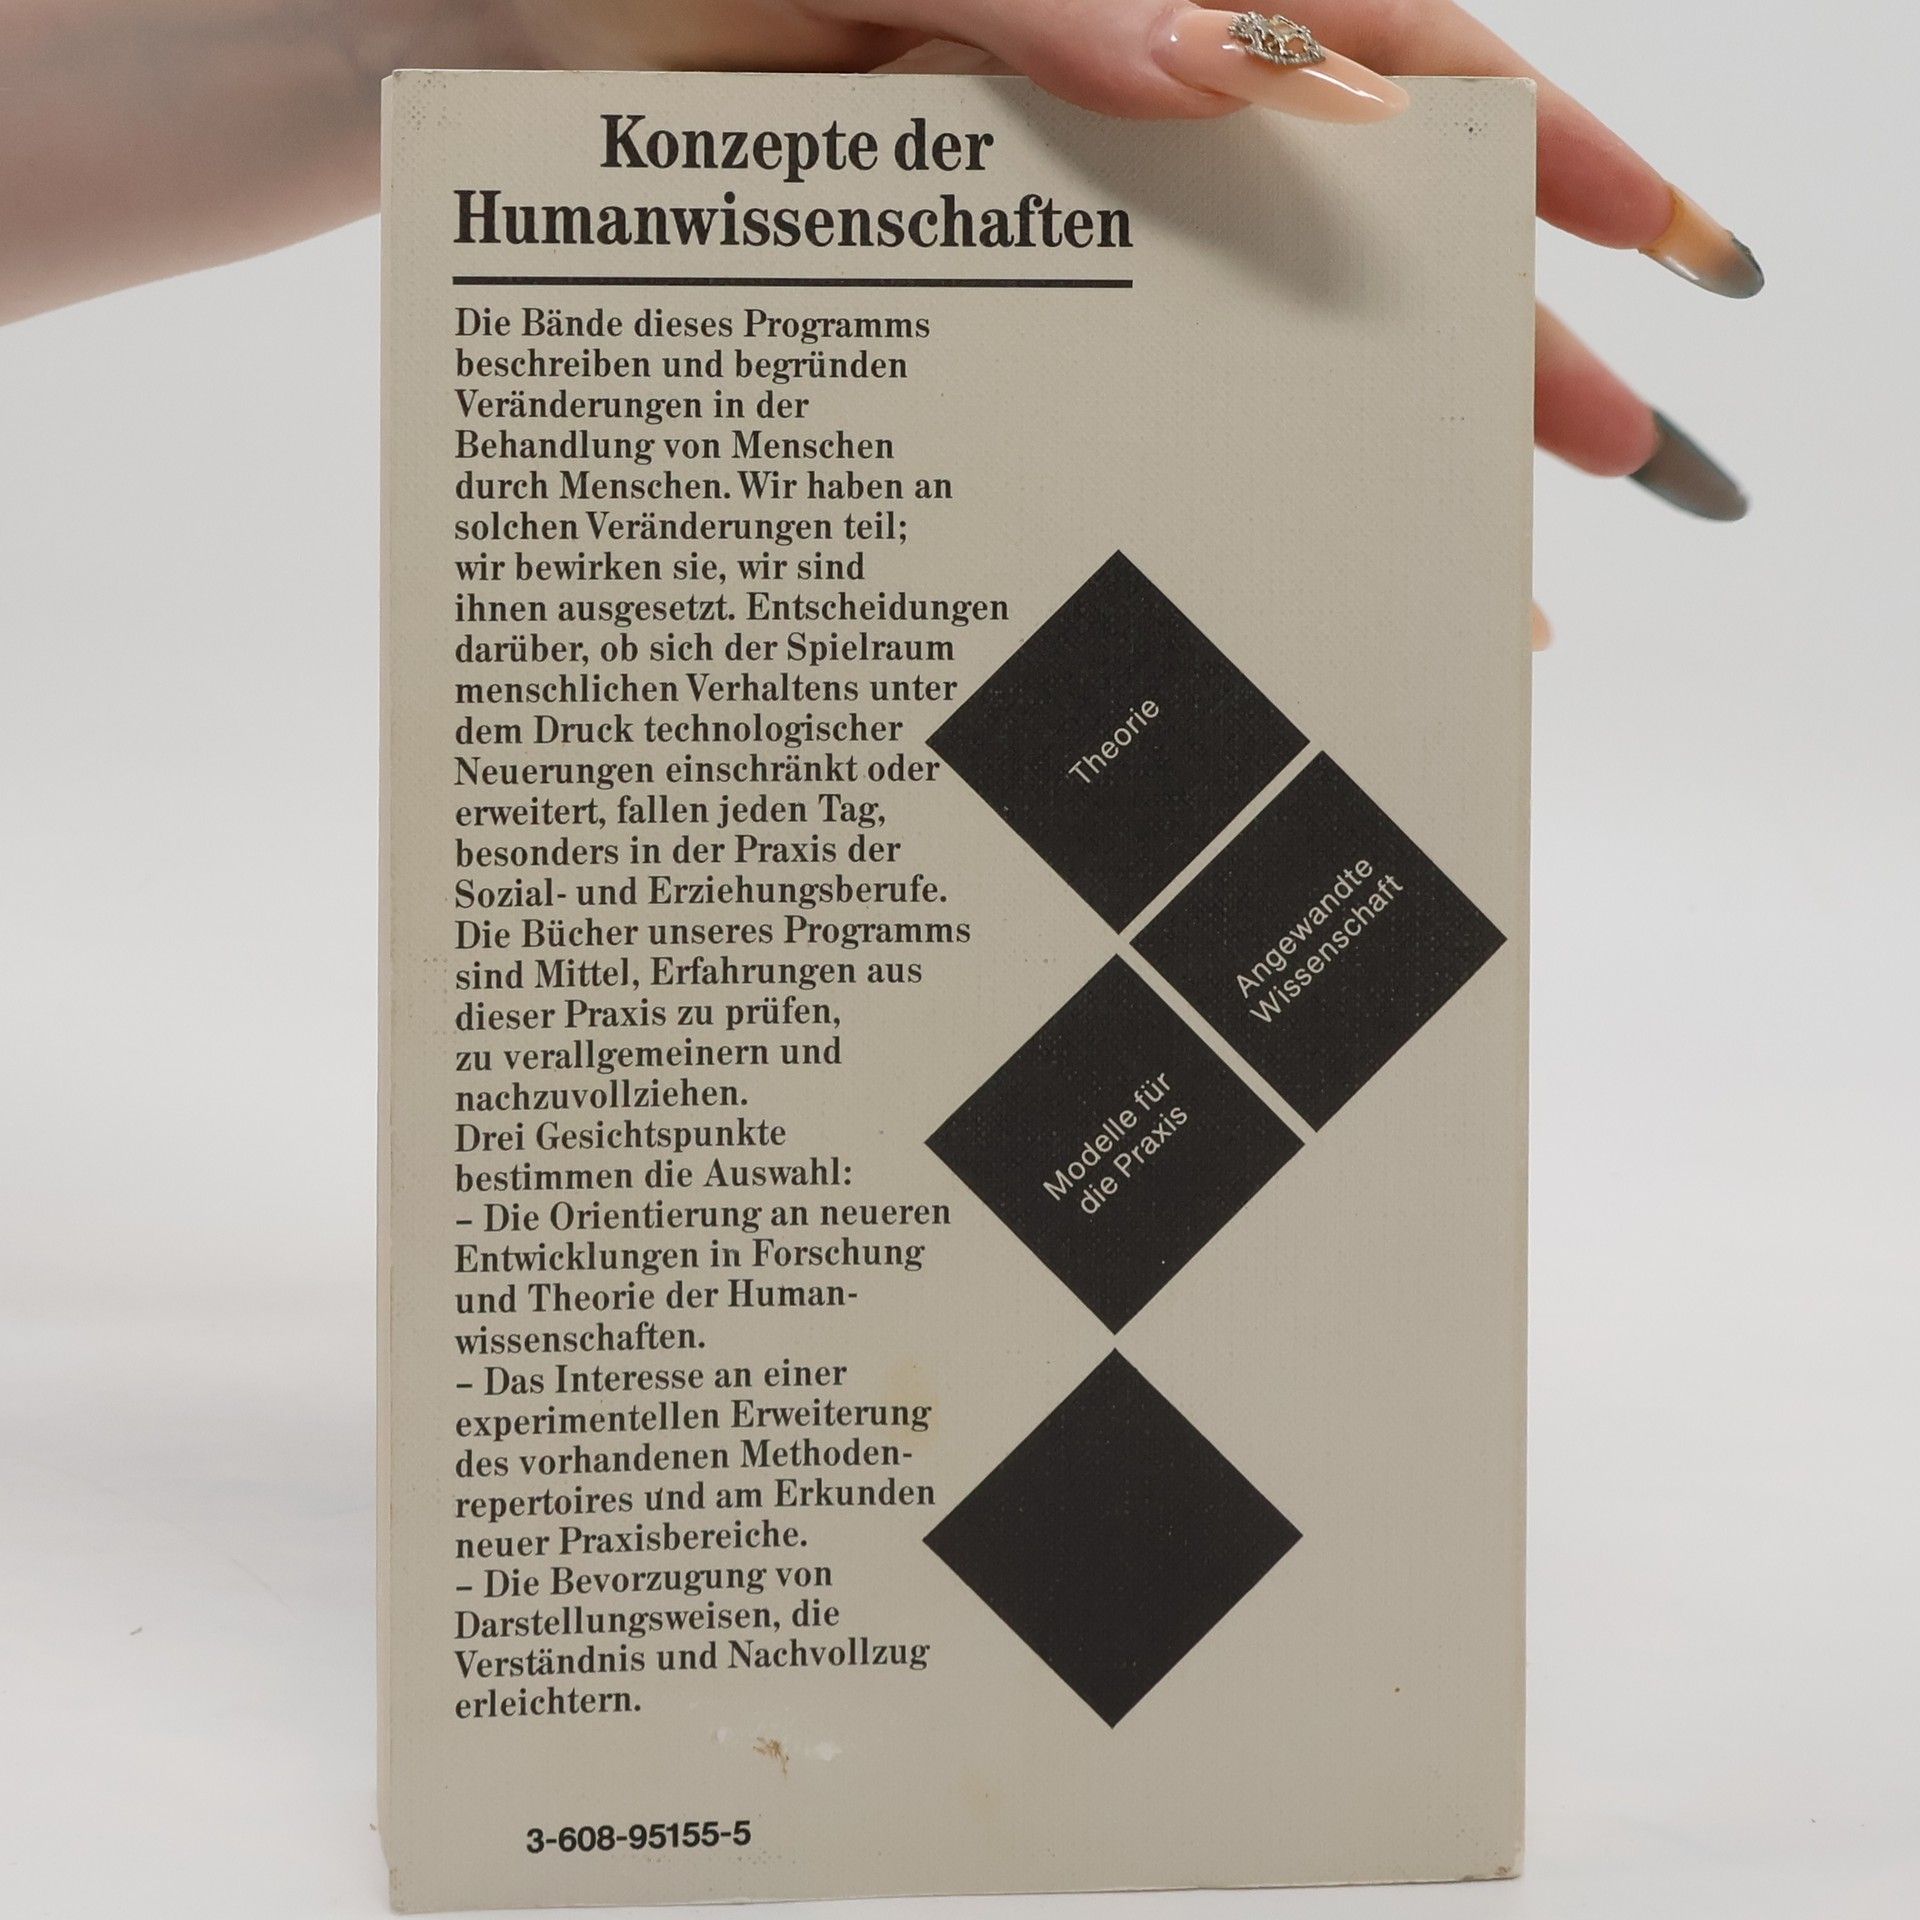 Konzepte der
Humanwissenschaften
Die Bände dieses Programms
beschreiben und begründen
Veränderungen in der
Behandlung von Menschen
durch Menschen. Wir haben an
solchen Veränderungen teil;
wir bewirken sie, wir sind
ihnen ausgesetzt. Entscheidungen
darüber, ob sich der Spielraum
menschlichen Verhaltens unter
dem Druck technologischer
Neuerungen einschränkt oder
erweitert, fallen jeden Tag,
besonders in der Praxis der
Sozial- und Erziehungsberufe.
Die Bücher unseres Programms
sind Mittel, Erfahrungen aus
dieser Praxis zu prüfen,
zu verallgemeinern und
nachzuvollziehen.
Drei Gesichtspunkte
bestimmen die Auswahl:
– Die Orientierung an neueren
Entwicklungen in Forschung
und Theorie der Human-
wissenschaften.
– Das Interesse an einer
experimentellen Erweiterung
des vorhandenen Methoden-
repertoires und am Erkunden
neuer Praxisbereiche.
– Die Bevorzugung von
Darstellungsweisen, die
Verständnis und Nachvollzug
erleichtern.
Theorie
Angewandte
Wissenschaft
Modelle für
die Praxis
3-608-95155-5